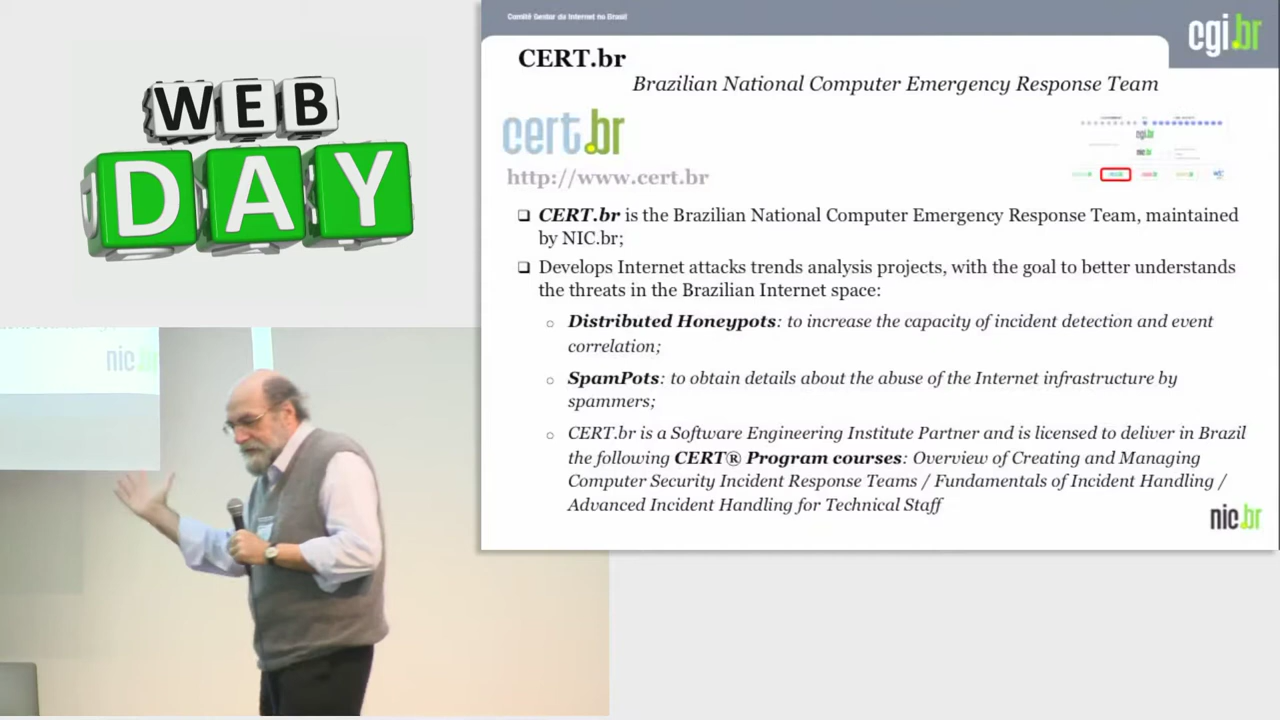 WEB
DAY
nic.br
Comitê Gestor da Internet no Brasil
cgi.br
CERT.br
Brazilian National Computer Emergency Response Team
cert.br
http://www.cert.br
cgi.br
nic.br
❑ CERT.br is the Brazilian National Computer Emergency Response Team, maintained
by NIC.br;
❑ Develops Internet attacks trends analysis projects, with the goal to better understands
the threats in the Brazilian Internet space:
○ Distributed Honeypots: to increase the capacity of incident detection and event
correlation;
○ SpamPots: to obtain details about the abuse of the Internet infrastructure by
spammers;
○ CERT.br is a Software Engineering Institute Partner and is licensed to deliver in Brazil
the following CERT® Program courses: Overview of Creating and Managing
Computer Security Incident Response Teams / Fundamentals of Incident Handling /
Advanced Incident Handling for Technical Staff
nic.br